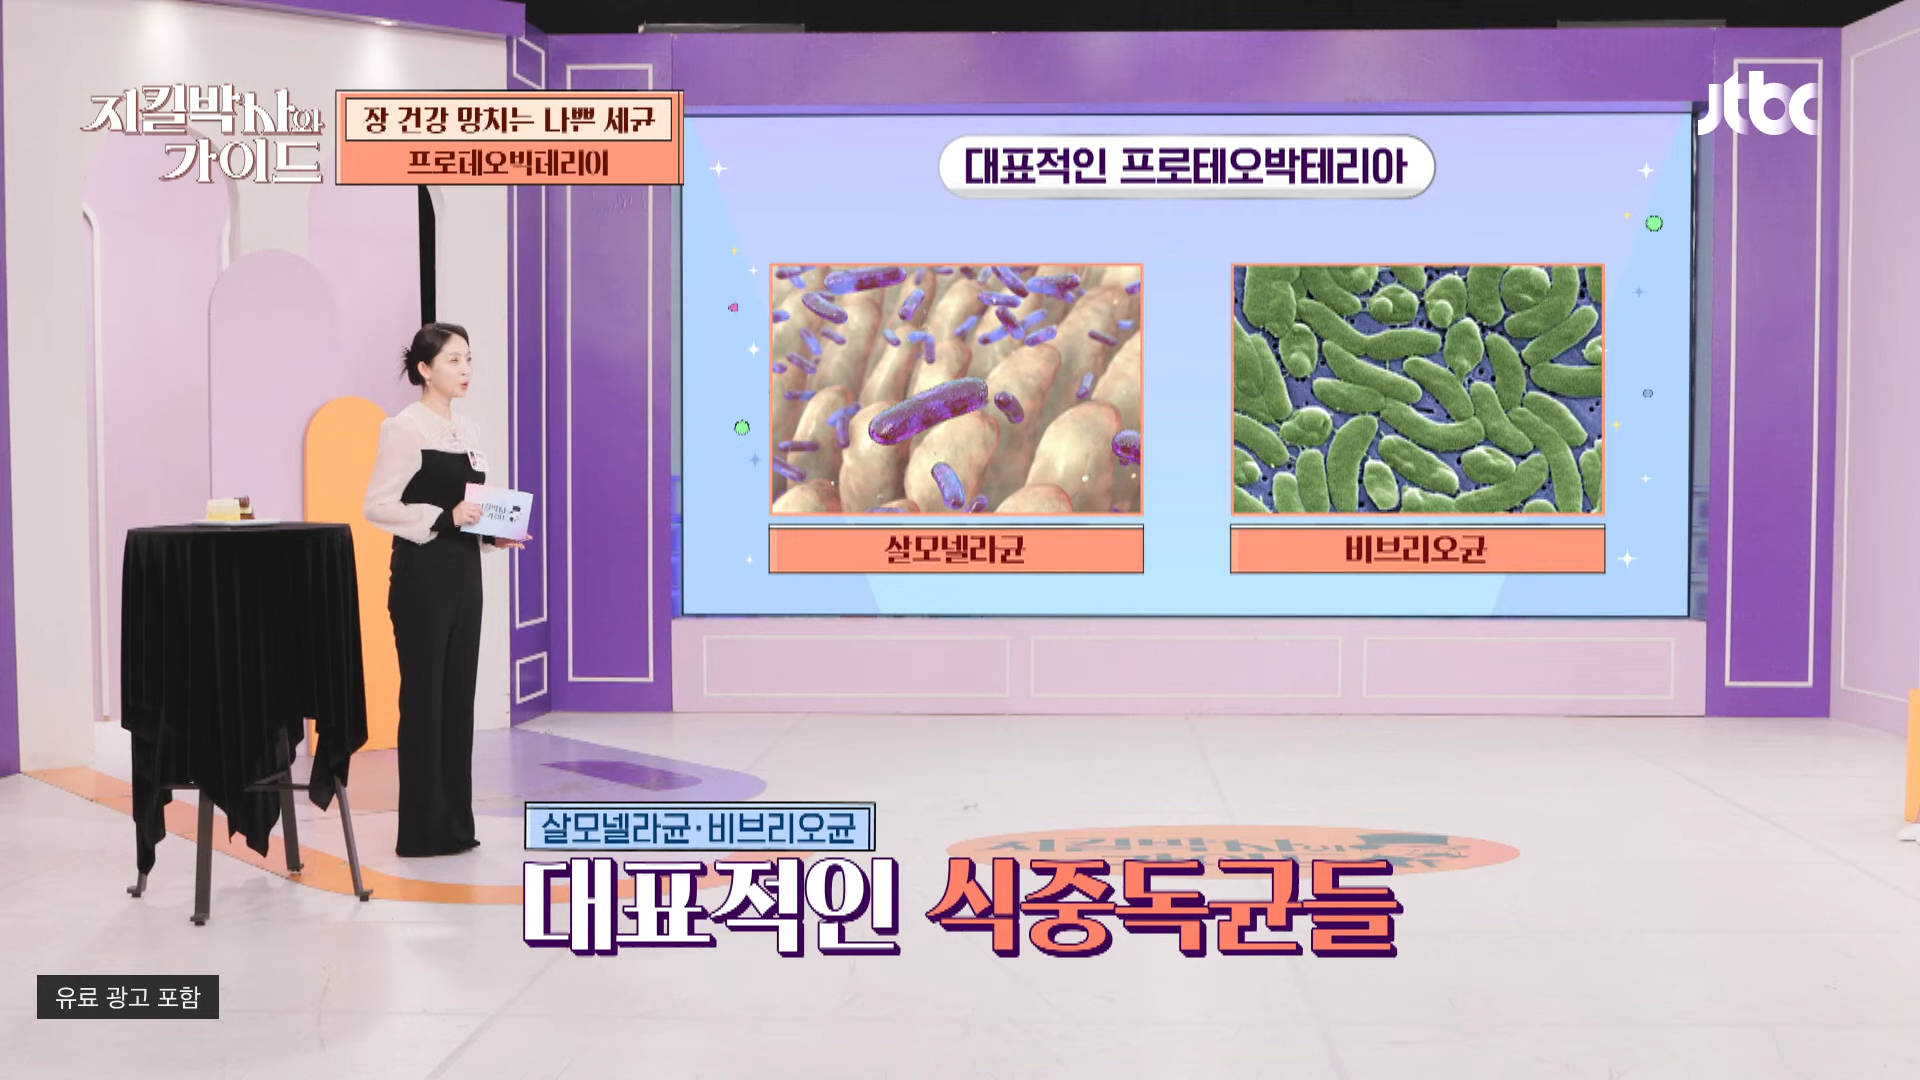 지킬박사와
가이드
장 건강 망치는 나쁜 세균
프로테오박테리아
jtbc
대표적인 프로테오박테리아
살모넬라균
비브리오균
살모넬라균·비브리오균
대표적인 식중독균들
유료 광고 포함